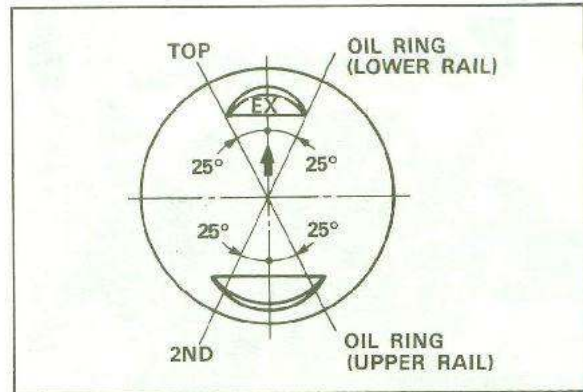 TOP
OIL RING
(LOWER RAIL)
EX
25°
25°
25°
25°
2ND
OIL RING
(UPPER RAIL)